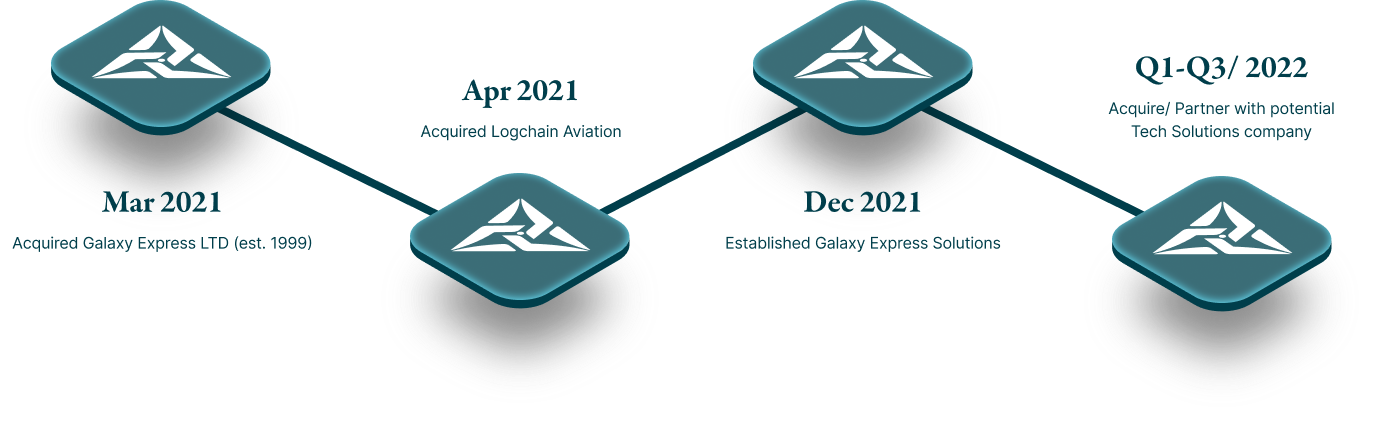 Mar 2021
Acquired Galaxy Express LTD (est. 1999)
Apr 2021
Acquired Logchain Aviation
Dec 2021
Established Galaxy Express Solutions
Q1-Q3/ 2022
Acquire/ Partner with potential
Tech Solutions company